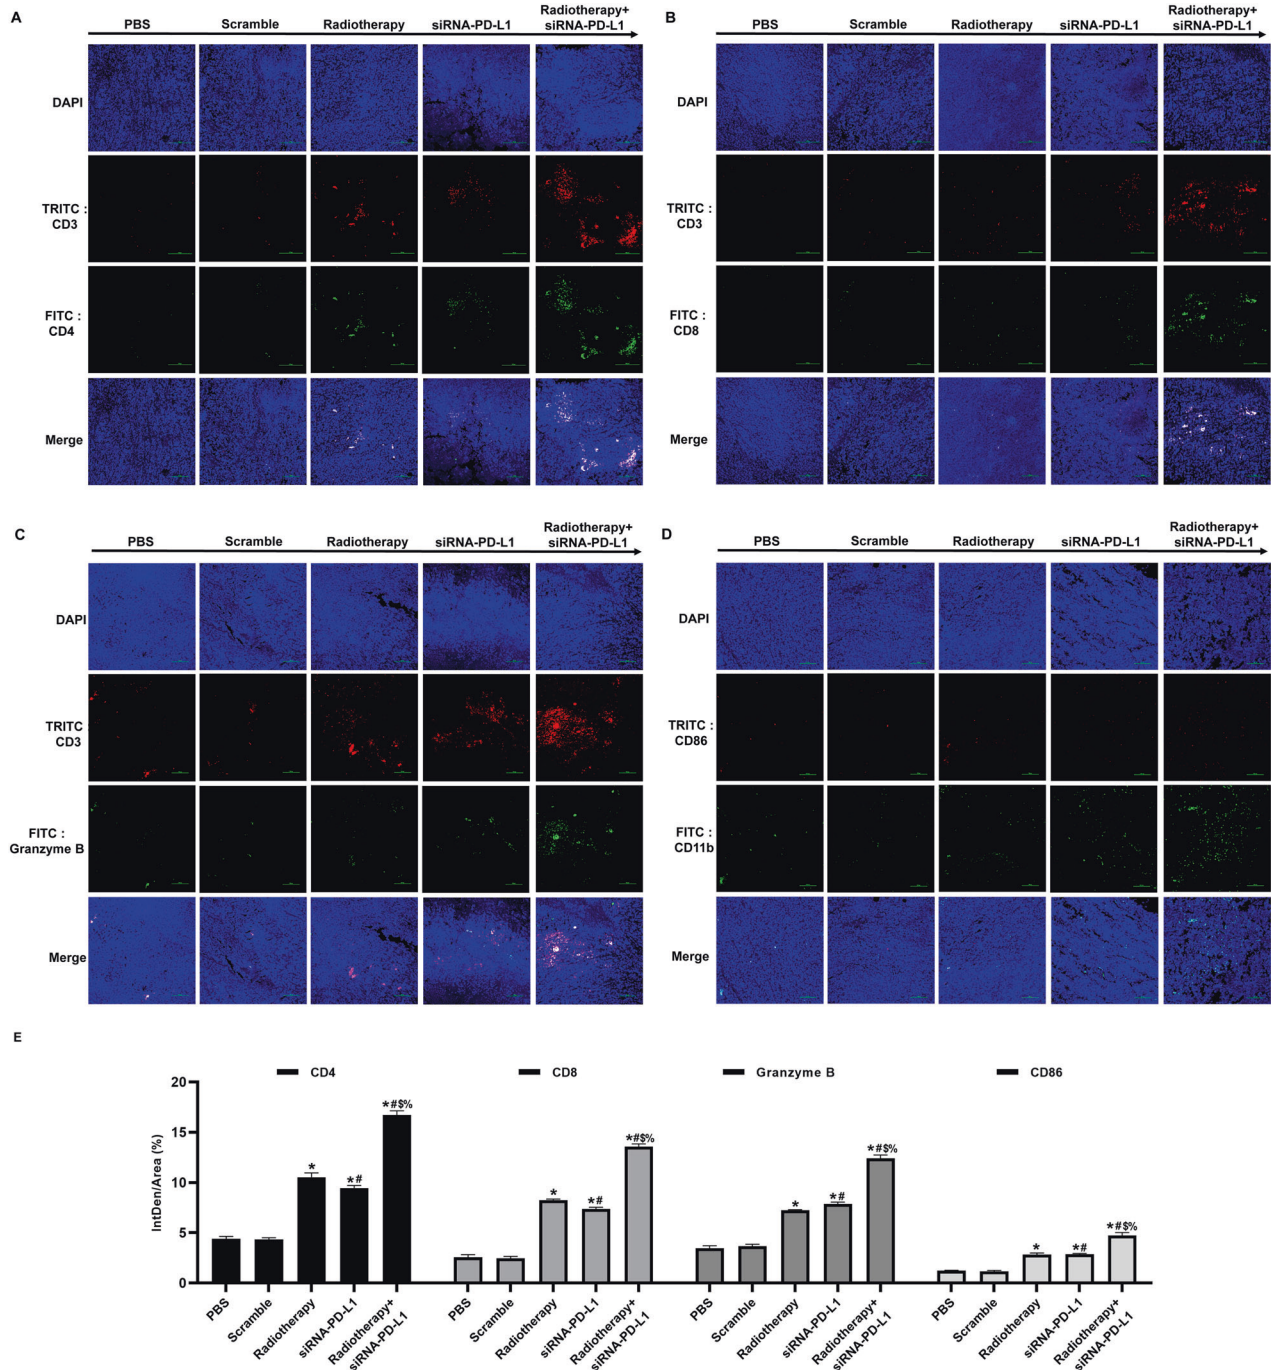 A
PBS Scramble Radiotherapy siRNA-PD-L1 Radiotherapy+
siRNA-PD-L1
DAPI
TRITC :
CD3
FITC :
CD4
Merge
B
PBS Scramble Radiotherapy siRNA-PD-L1 Radiotherapy+
siRNA-PD-L1
DAPI
TRITC :
CD3
FITC :
CD8
Merge
C
PBS Scramble Radiotherapy siRNA-PD-L1 Radiotherapy+
siRNA-PD-L1
DAPI
TRITC :
CD3
FITC :
Granzyme B
Merge
D
PBS Scramble Radiotherapy siRNA-PD-L1 Radiotherapy+
siRNA-PD-L1
DAPI
TRITC :
CD86
FITC :
CD11b
Merge
E
CD4 CD8 Granzyme B CD86
IntDen/Area (%)
20
15
10
5
0
* *# *#$%
* *# *#$%
* *# *#$%
* *# *#$%
PBS Scramble Radiotherapy siRNA-PD-L1 Radiotherapy+
siRNA-PD-L1
PBS Scramble Radiotherapy siRNA-PD-L1 Radiotherapy+
siRNA-PD-L1
PBS Scramble Radiotherapy siRNA-PD-L1 Radiotherapy+
siRNA-PD-L1
PBS Scramble Radiotherapy siRNA-PD-L1 Radiotherapy+
siRNA-PD-L1